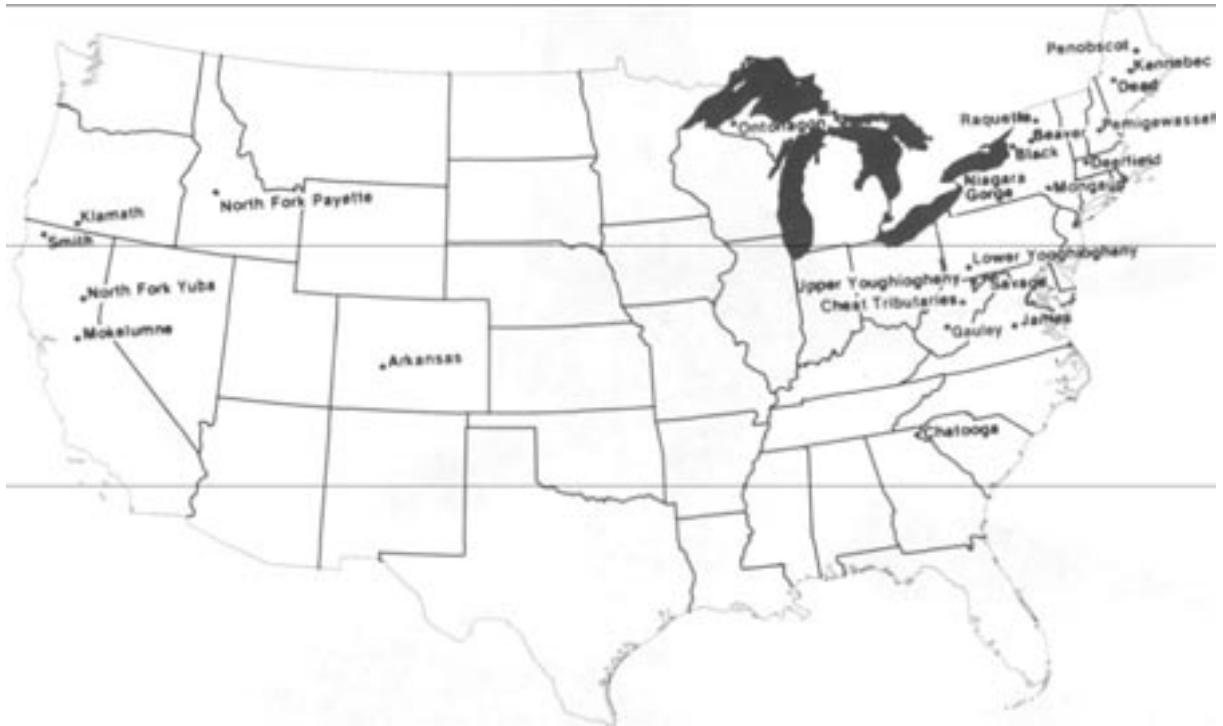 Penobscot
Kennebec
Dead
Raquette
Ontonagon
Beaver
Pemigewasset
Black
Deerfield
Niagara
Gorge
Mongaup
North Fork Payette
Klamath
Smith
Lower Yooghiogheny
Upper Youghiogheny
Savage
North Fork Yuba
Cheat Tributaries
James
Mokelumne
Gauley
Arkansas
Chatooga